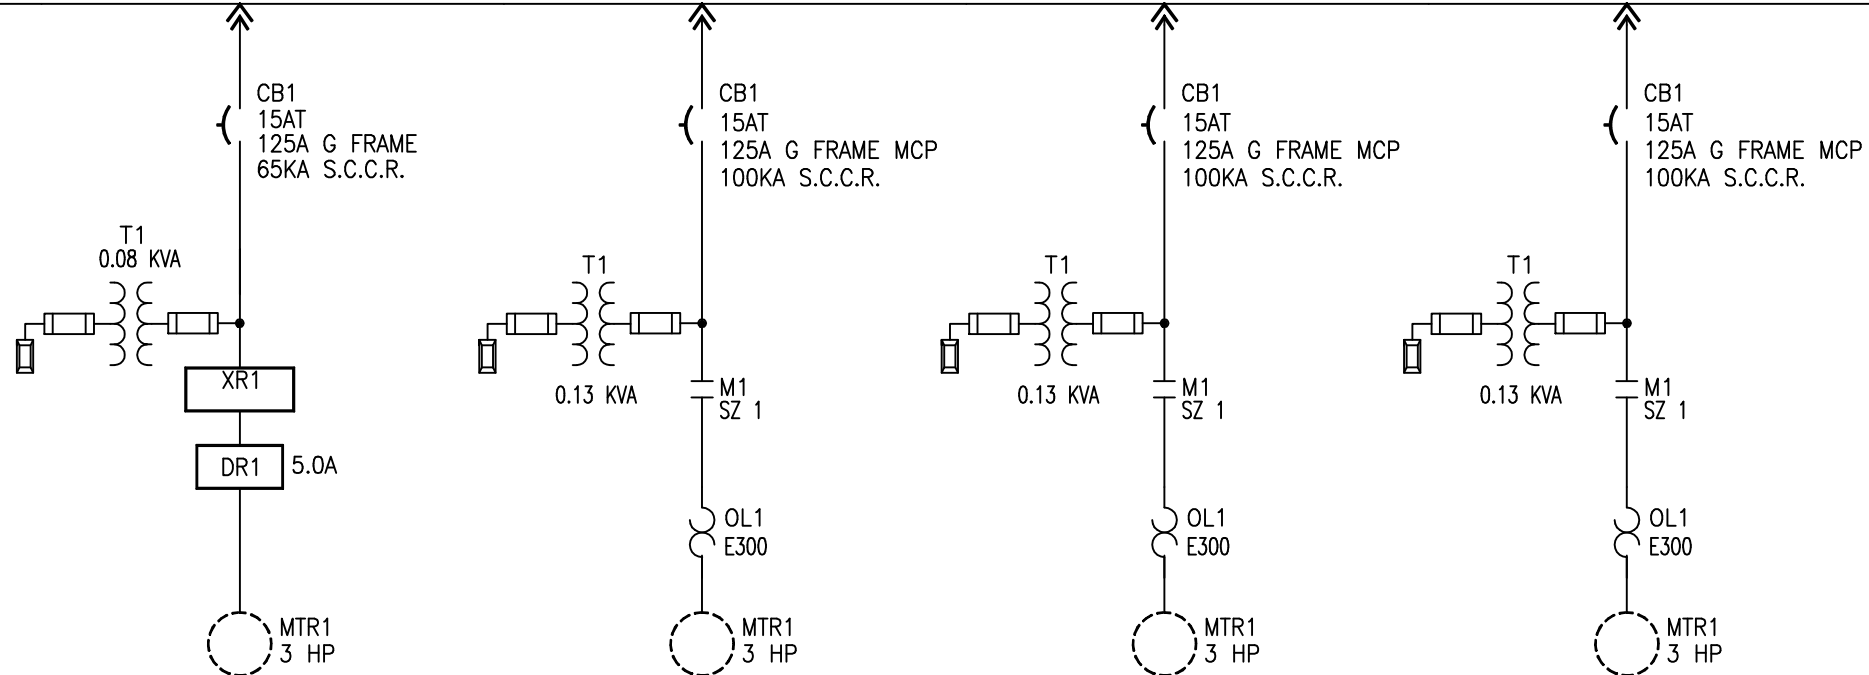 CB1
15AT
125A G FRAME
65KA S.C.C.R.
T1
0.08 KVA
XR1
DR1
5.0A
MTR1
3 HP
CB1
15AT
125A G FRAME MCP
100KA S.C.C.R.
T1
0.13 KVA
M1
SZ 1
OL1
E300
MTR1
3 HP
CB1
15AT
125A G FRAME MCP
100KA S.C.C.R.
T1
0.13 KVA
M1
SZ 1
OL1
E300
MTR1
3 HP
CB1
15AT
125A G FRAME MCP
100KA S.C.C.R.
T1
0.13 KVA
M1
SZ 1
OL1
E300
MTR1
3 HP